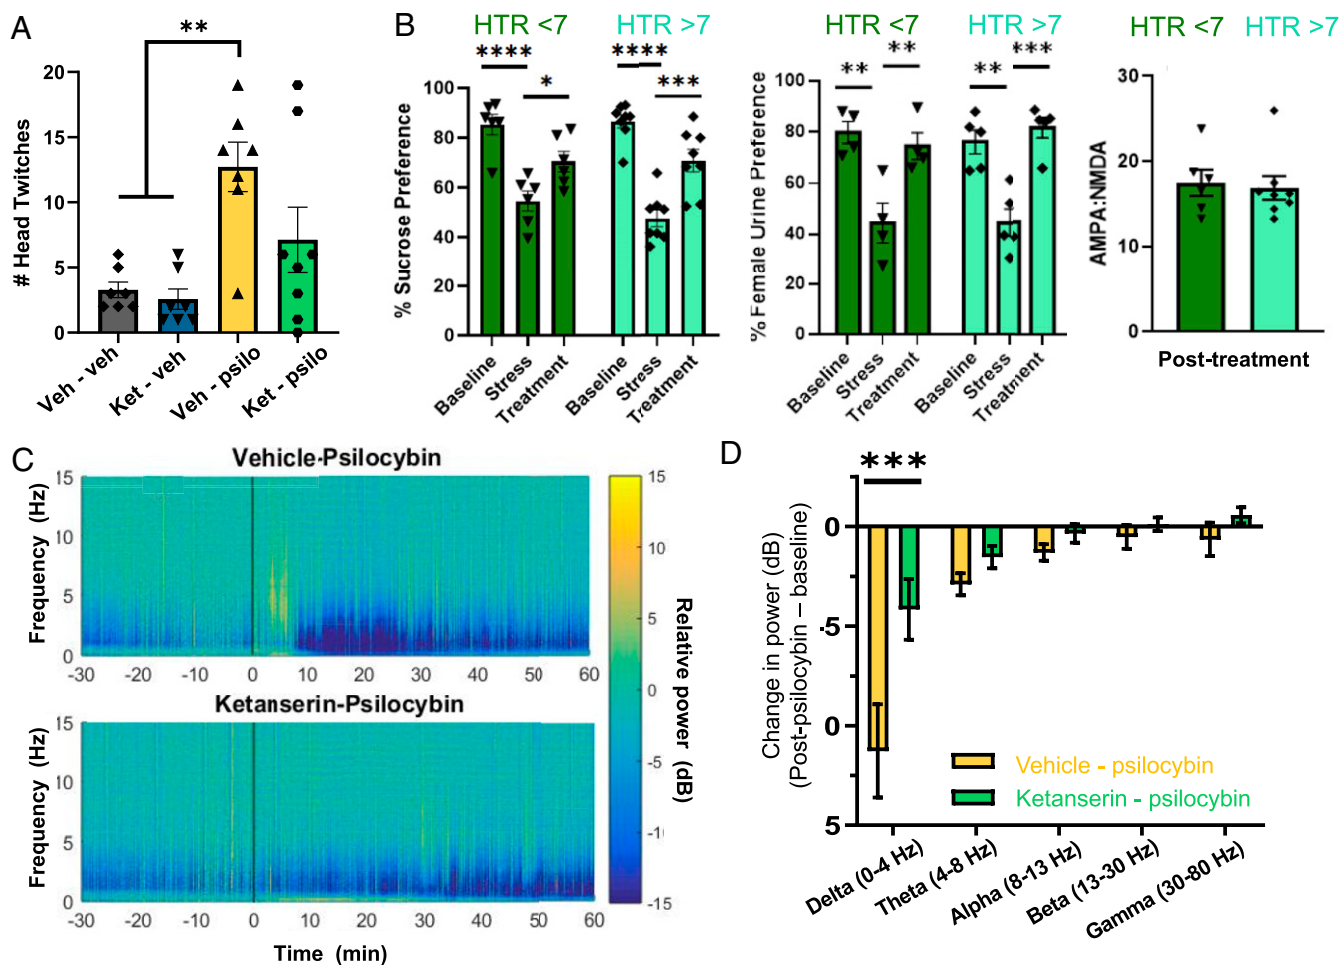 A
**
# Head Twitches
20
15
10
5
0
Veh - veh
Ket - veh
Veh - psilo
Ket - psilo
B
HTR <7
HTR >7
****
*
****
***
% Sucrose Preference
100
80
60
40
20
0
Baseline
Stress
Treatment
Baseline
Stress
Treatment
HTR <7
HTR >7
**
**
**
***
% Female Urine Preference
100
80
60
40
20
0
Baseline
Stress
Treatment
Baseline
Stress
Treatment
HTR <7
HTR >7
AMPA:NMDA
30
20
10
0
Post-treatment
C
Vehicle-Psilocybin
Frequency (Hz)
15
10
5
0
-30
-20
-10
0
10
20
30
40
50
60
Ketanserin-Psilocybin
Frequency (Hz)
15
10
5
0
-30
-20
-10
0
10
20
30
40
50
60
Time (min)
15
10
5
0
-5
-1
-15
Relative power (dB)
D
***
Change in power (dB)
(Post-psilocybin – baseline)
0
-5
0
5
Vehicle - psilocybin
Ketanserin - psilocybin
Delta (0-4 Hz)
Theta (4-8 Hz)
Alpha (8-13 Hz)
Beta (13-30 Hz)
Gamma (30-80 Hz)